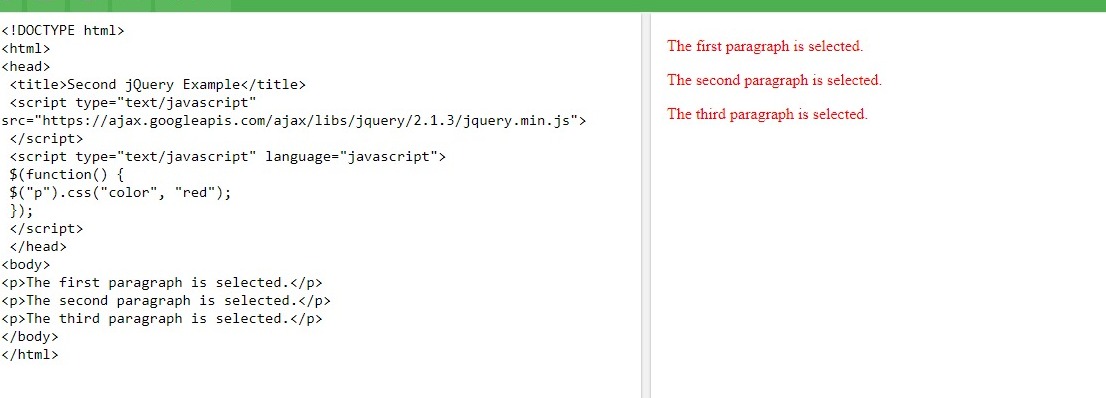 <!DOCTYPE html>
<html>
<head>
<title>Second jQuery Example</title>
<script type="text/javascript"
src="https://ajax.googleapis.com/ajax/libs/jquery/2.1.3/jquery.min.js">
</script>
<script type="text/javascript" language="javascript">
$(function() {
$("p").css("color", "red");
});
</script>
</head>
<body>
<p>The first paragraph is selected.</p>
<p>The second paragraph is selected.</p>
<p>The third paragraph is selected.</p>
</body>
</html>
The first paragraph is selected.
The second paragraph is selected.
The third paragraph is selected.